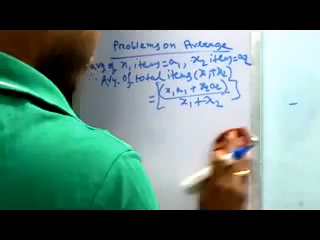 Problems on Average
avg of x₁ items=a₁, x₂ items=a₂
∴ Avg. of total items (x₁+x₂)
= [(x₁a₁ + x₂a₂) / x₁+x₂]